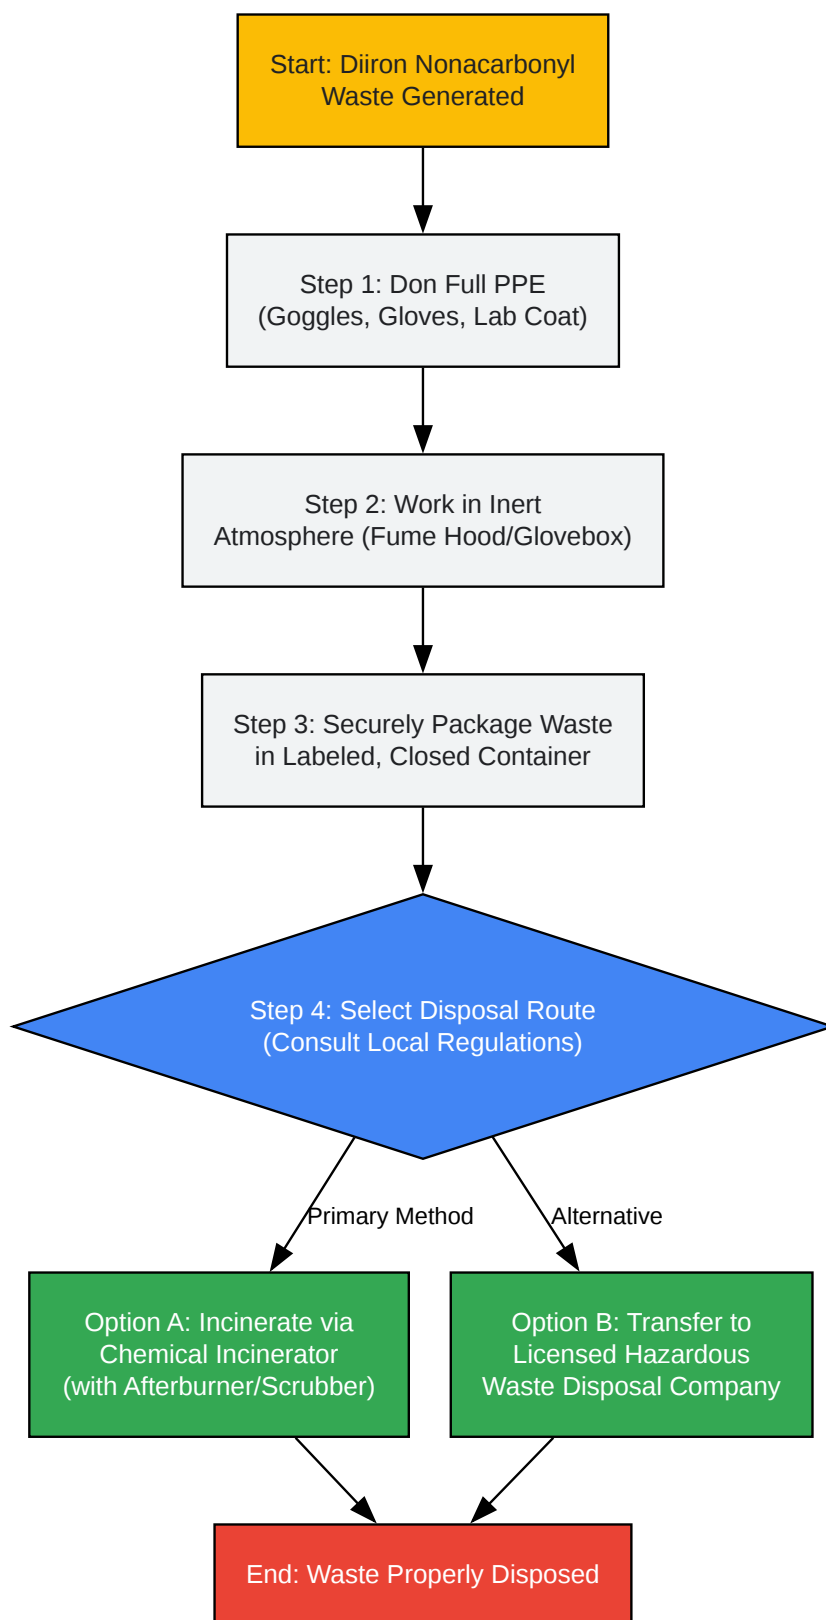 Start: Diiron Nonacarbonyl
Waste Generated
Step 1: Don Full PPE
(Goggles, Gloves, Lab Coat)
Step 2: Work in Inert
Atmosphere (Fume Hood/Glovebox)
Step 3: Securely Package Waste
in Labeled, Closed Container
Step 4: Select Disposal Route
(Consult Local Regulations)
Primary Method
Alternative
Option A: Incinerate via
Chemical Incinerator
(with Afterburner/Scrubber)
Option B: Transfer to
Licensed Hazardous
Waste Disposal Company
End: Waste Properly Disposed